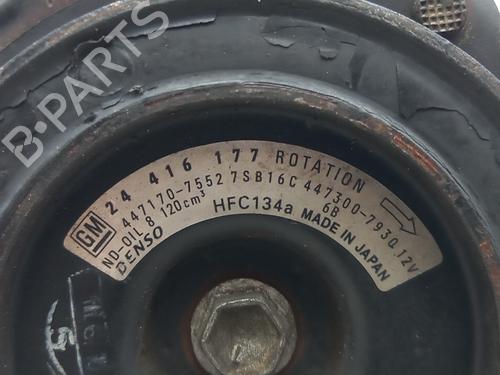 B-PARTS
GM 24 416 177 ROTATION
447170-7552 7SB16C 447300-7930 12V
ND-OIL 8 120cm³ HFC134a 6B
DENSO MADE IN JAPAN
5